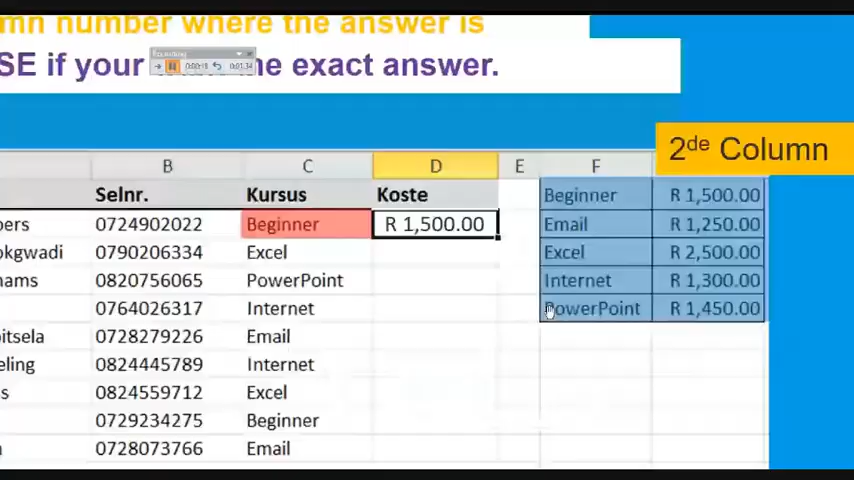 mn number where the answer is
SE if your the exact answer.
2de Column
B C D E F
Selnr. Kursus Koste Beginner R 1,500.00
pers 0724902022 Beginner R 1,500.00 Email R 1,250.00
okgwadi 0790206334 Excel Excel R 2,500.00
ams 0820756065 PowerPoint Internet R 1,300.00
0764026317 Internet PowerPoint R 1,450.00
itsela 0728279226 Email
eling 0824445789 Internet
s 0824559712 Excel
0729234275 Beginner
0728073766 Email